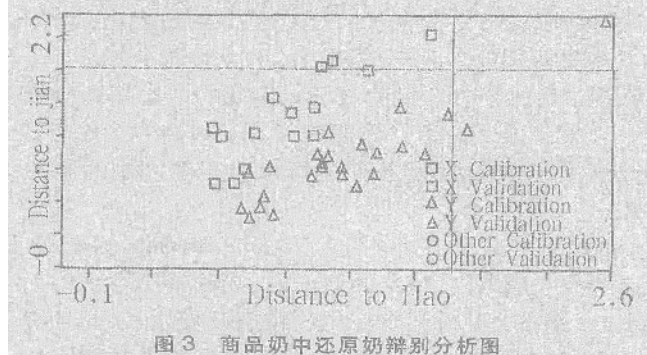 2.2
Distance to jian
-0
X Calibration
X Validation
Y Calibration
Y Validation
Other Calibration
Other Validation
-0.1
Distance to Hao
2.6
图3 商品奶中还原奶辩别分析图